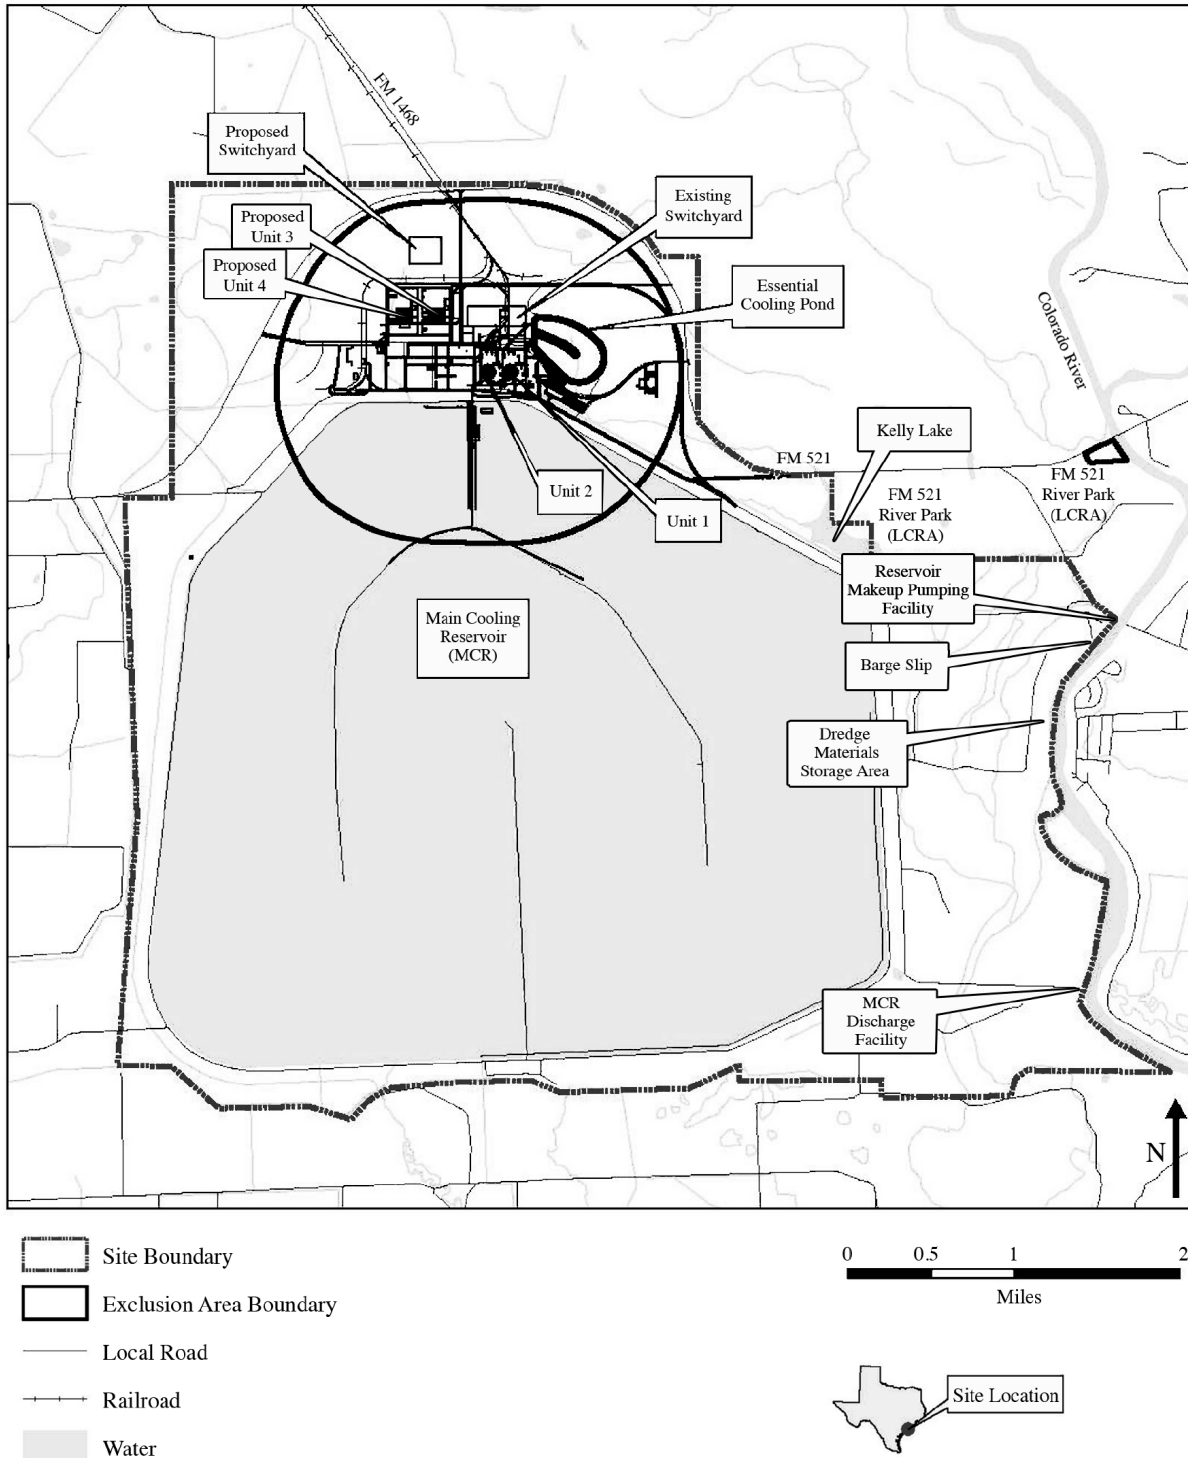 FM 1468
Proposed
Switchyard
Existing
Switchyard
Proposed
Unit 3
Proposed
Unit 4
Essential
Cooling Pond
Colorado River
Kelly Lake
FM 521
FM 521
River Park
(LCRA)
FM 521
River Park
(LCRA)
Unit 2
Unit 1
Reservoir
Makeup Pumping
Facility
Main Cooling
Reservoir
(MCR)
Barge Slip
Dredge
Materials
Storage Area
MCR
Discharge
Facility
N
Site Boundary
Exclusion Area Boundary
Local Road
Railroad
Water
0 0.5 1 2
Miles
Site Location